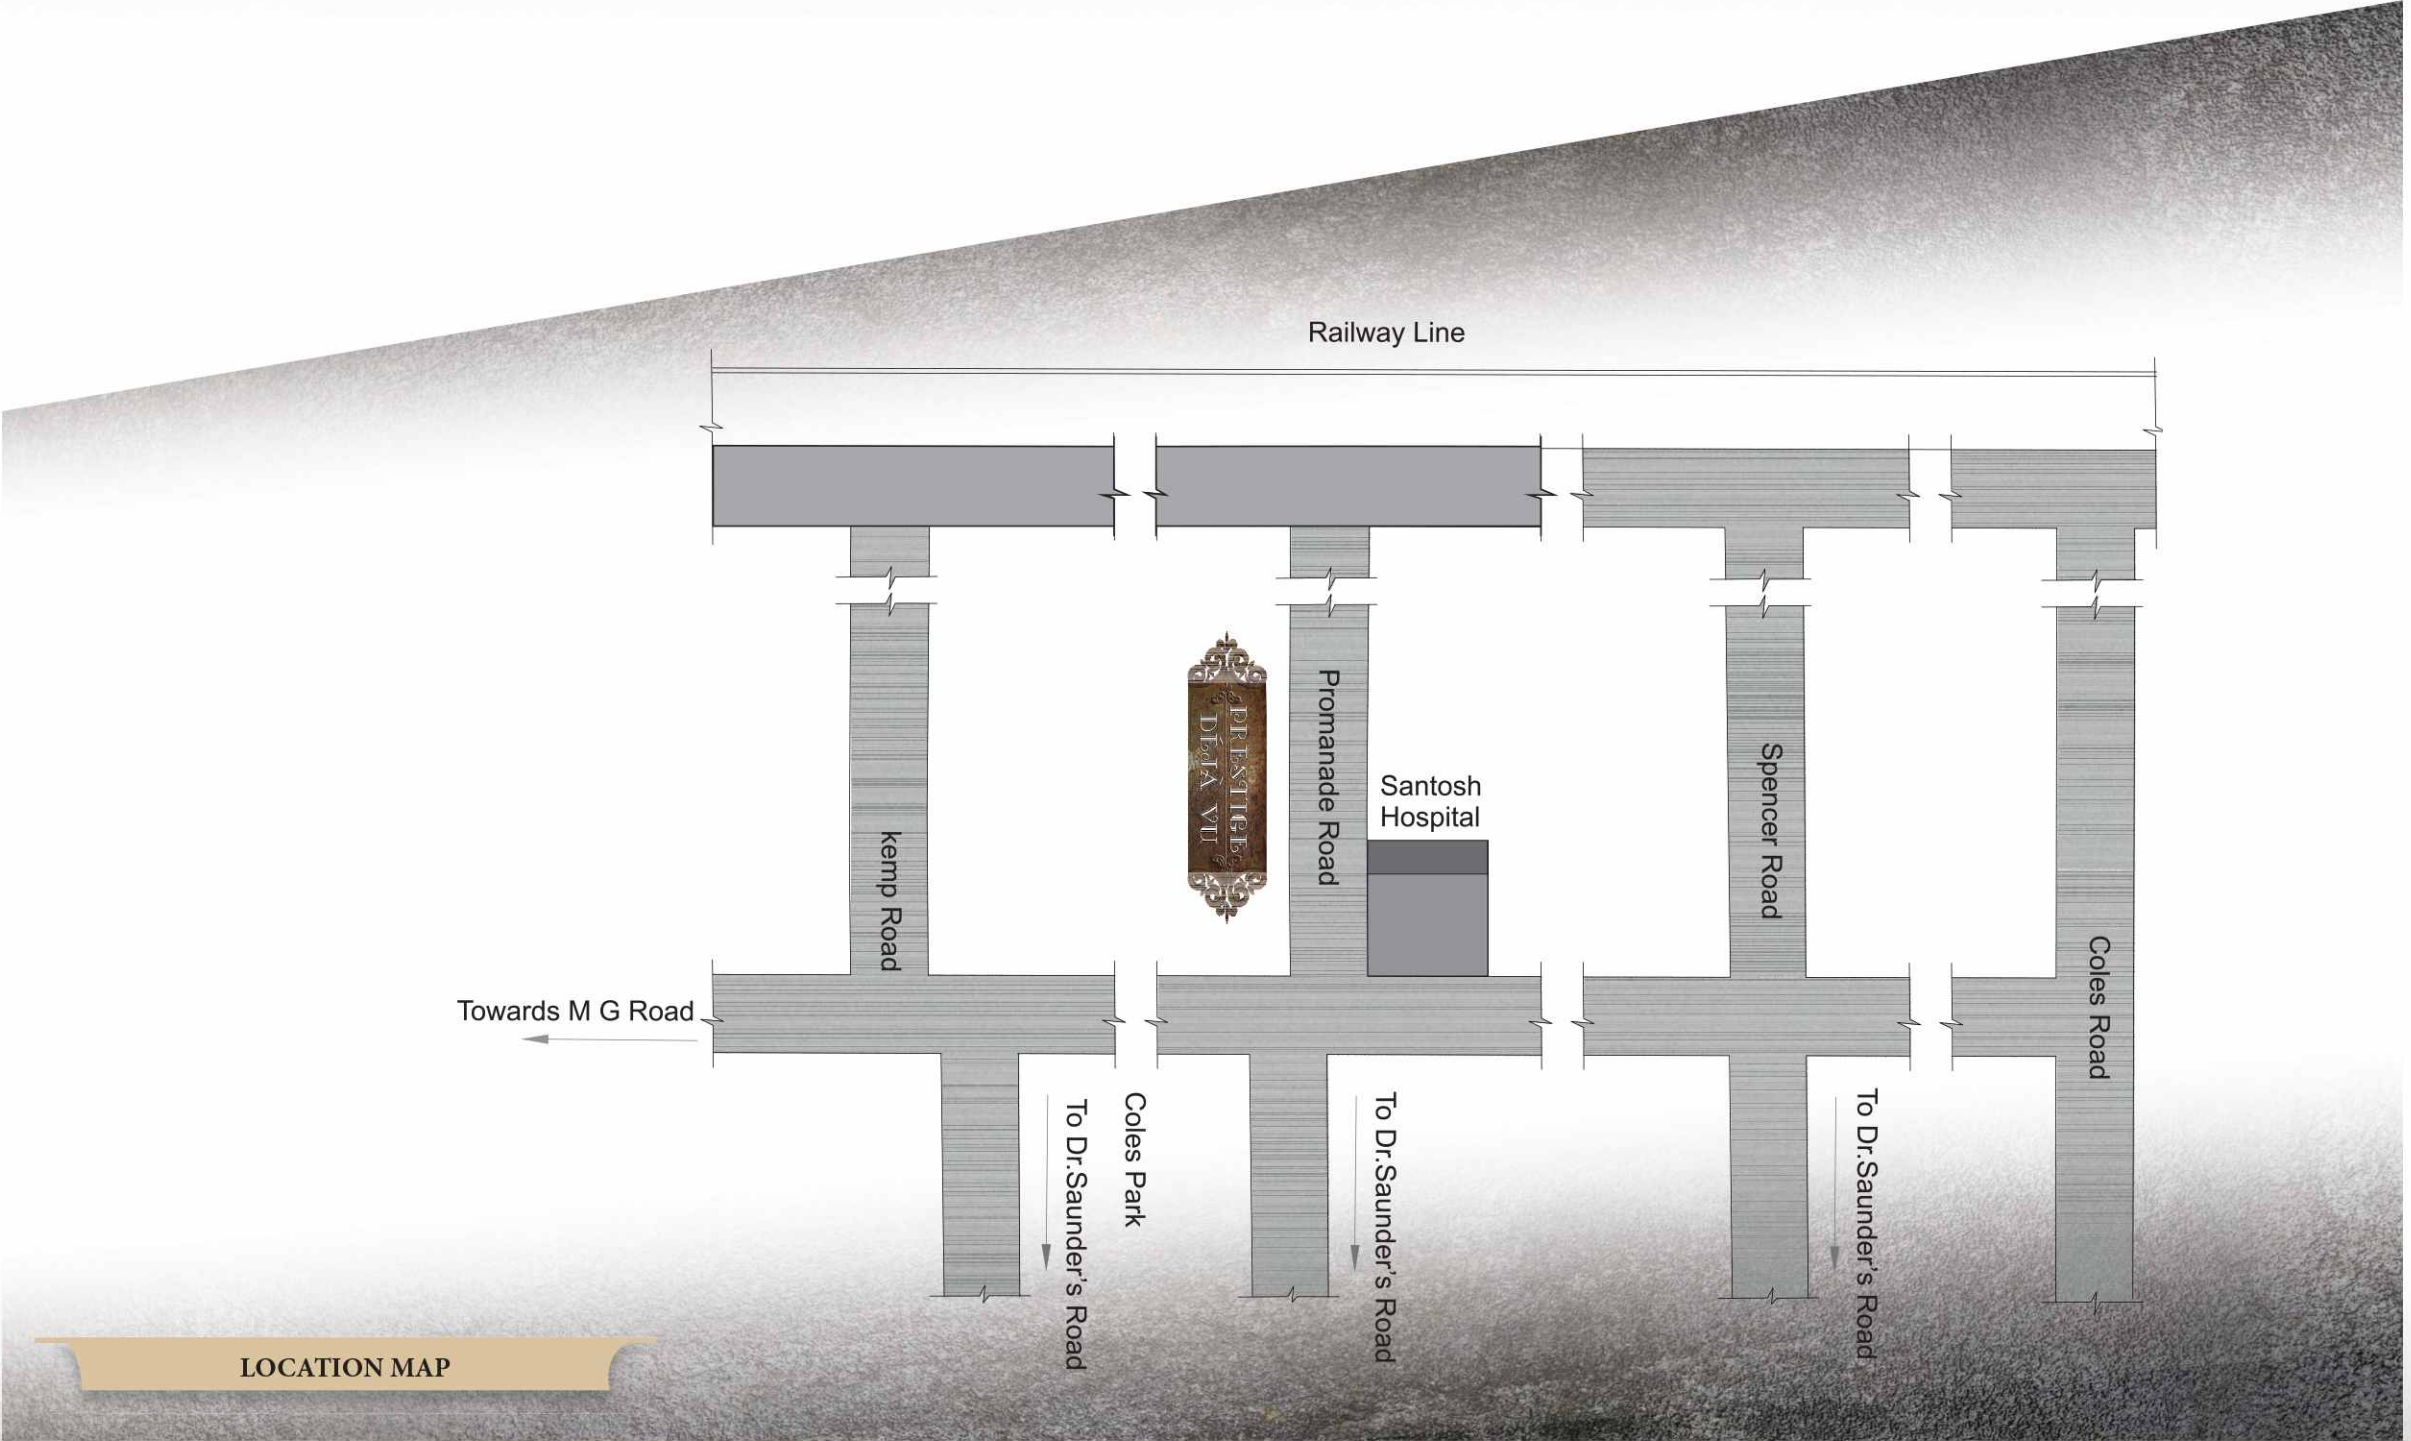 Railway Line
PRESTIGE
DÉJÀ VU
Promanade Road
Santosh
Hospital
Spencer Road
kemp Road
Coles Road
Towards M G Road
To Dr.Saunder's Road
Coles Park
To Dr.Saunder's Road
To Dr.Saunder's Road
LOCATION MAP